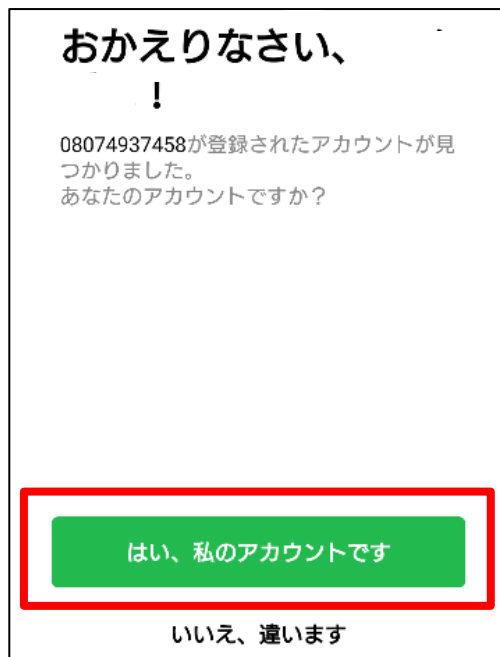 おかえりなさい、
!
08074937458が登録されたアカウントが見
つかりました。
あなたのアカウントですか？
はい、私のアカウントです
いいえ、違います